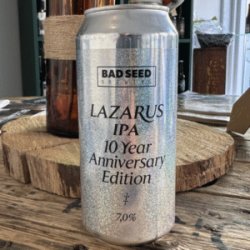 BAD SEED
BREWING
LAZARUS
IPA
10 Year
Anniversary
Edition
7.0%